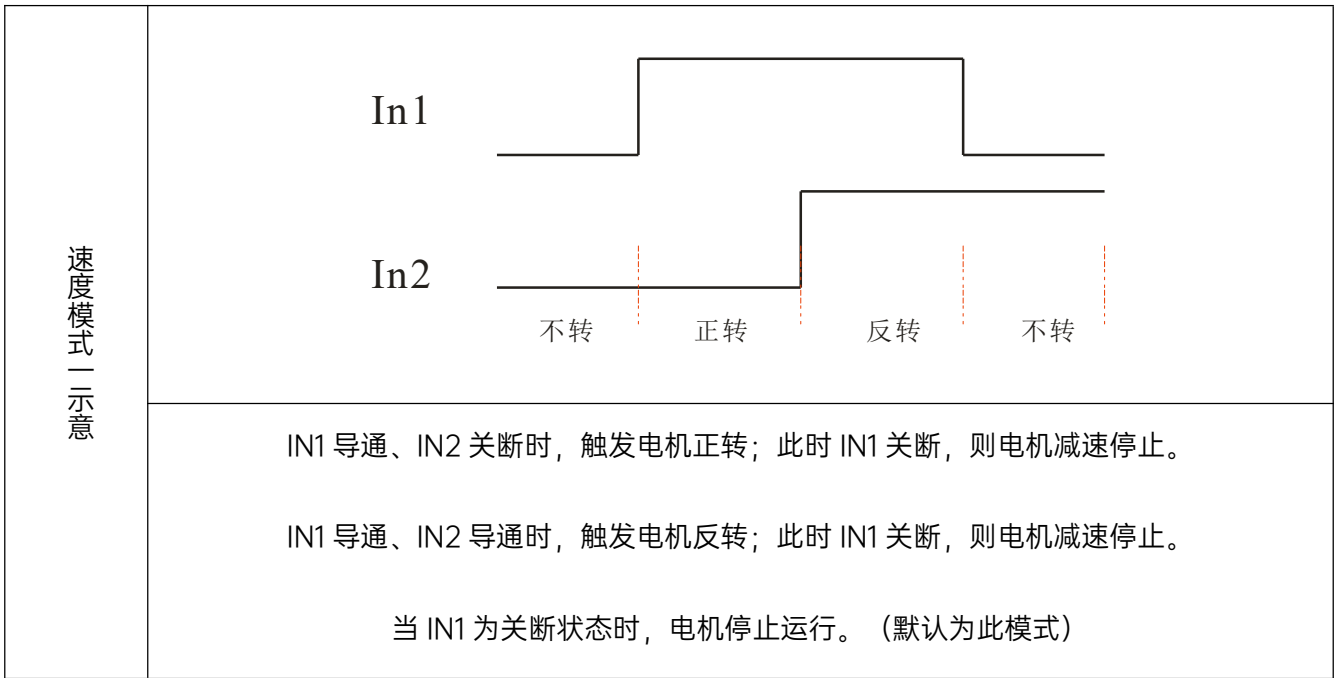 速度模式一示意
In1
In2
不转 正转 反转 不转
IN1 导通、IN2 关断时，触发电机正转；此时 IN1 关断，则电机减速停止。
IN1 导通、IN2 导通时，触发电机反转；此时 IN1 关断，则电机减速停止。
当 IN1 为关断状态时，电机停止运行。（默认为此模式）